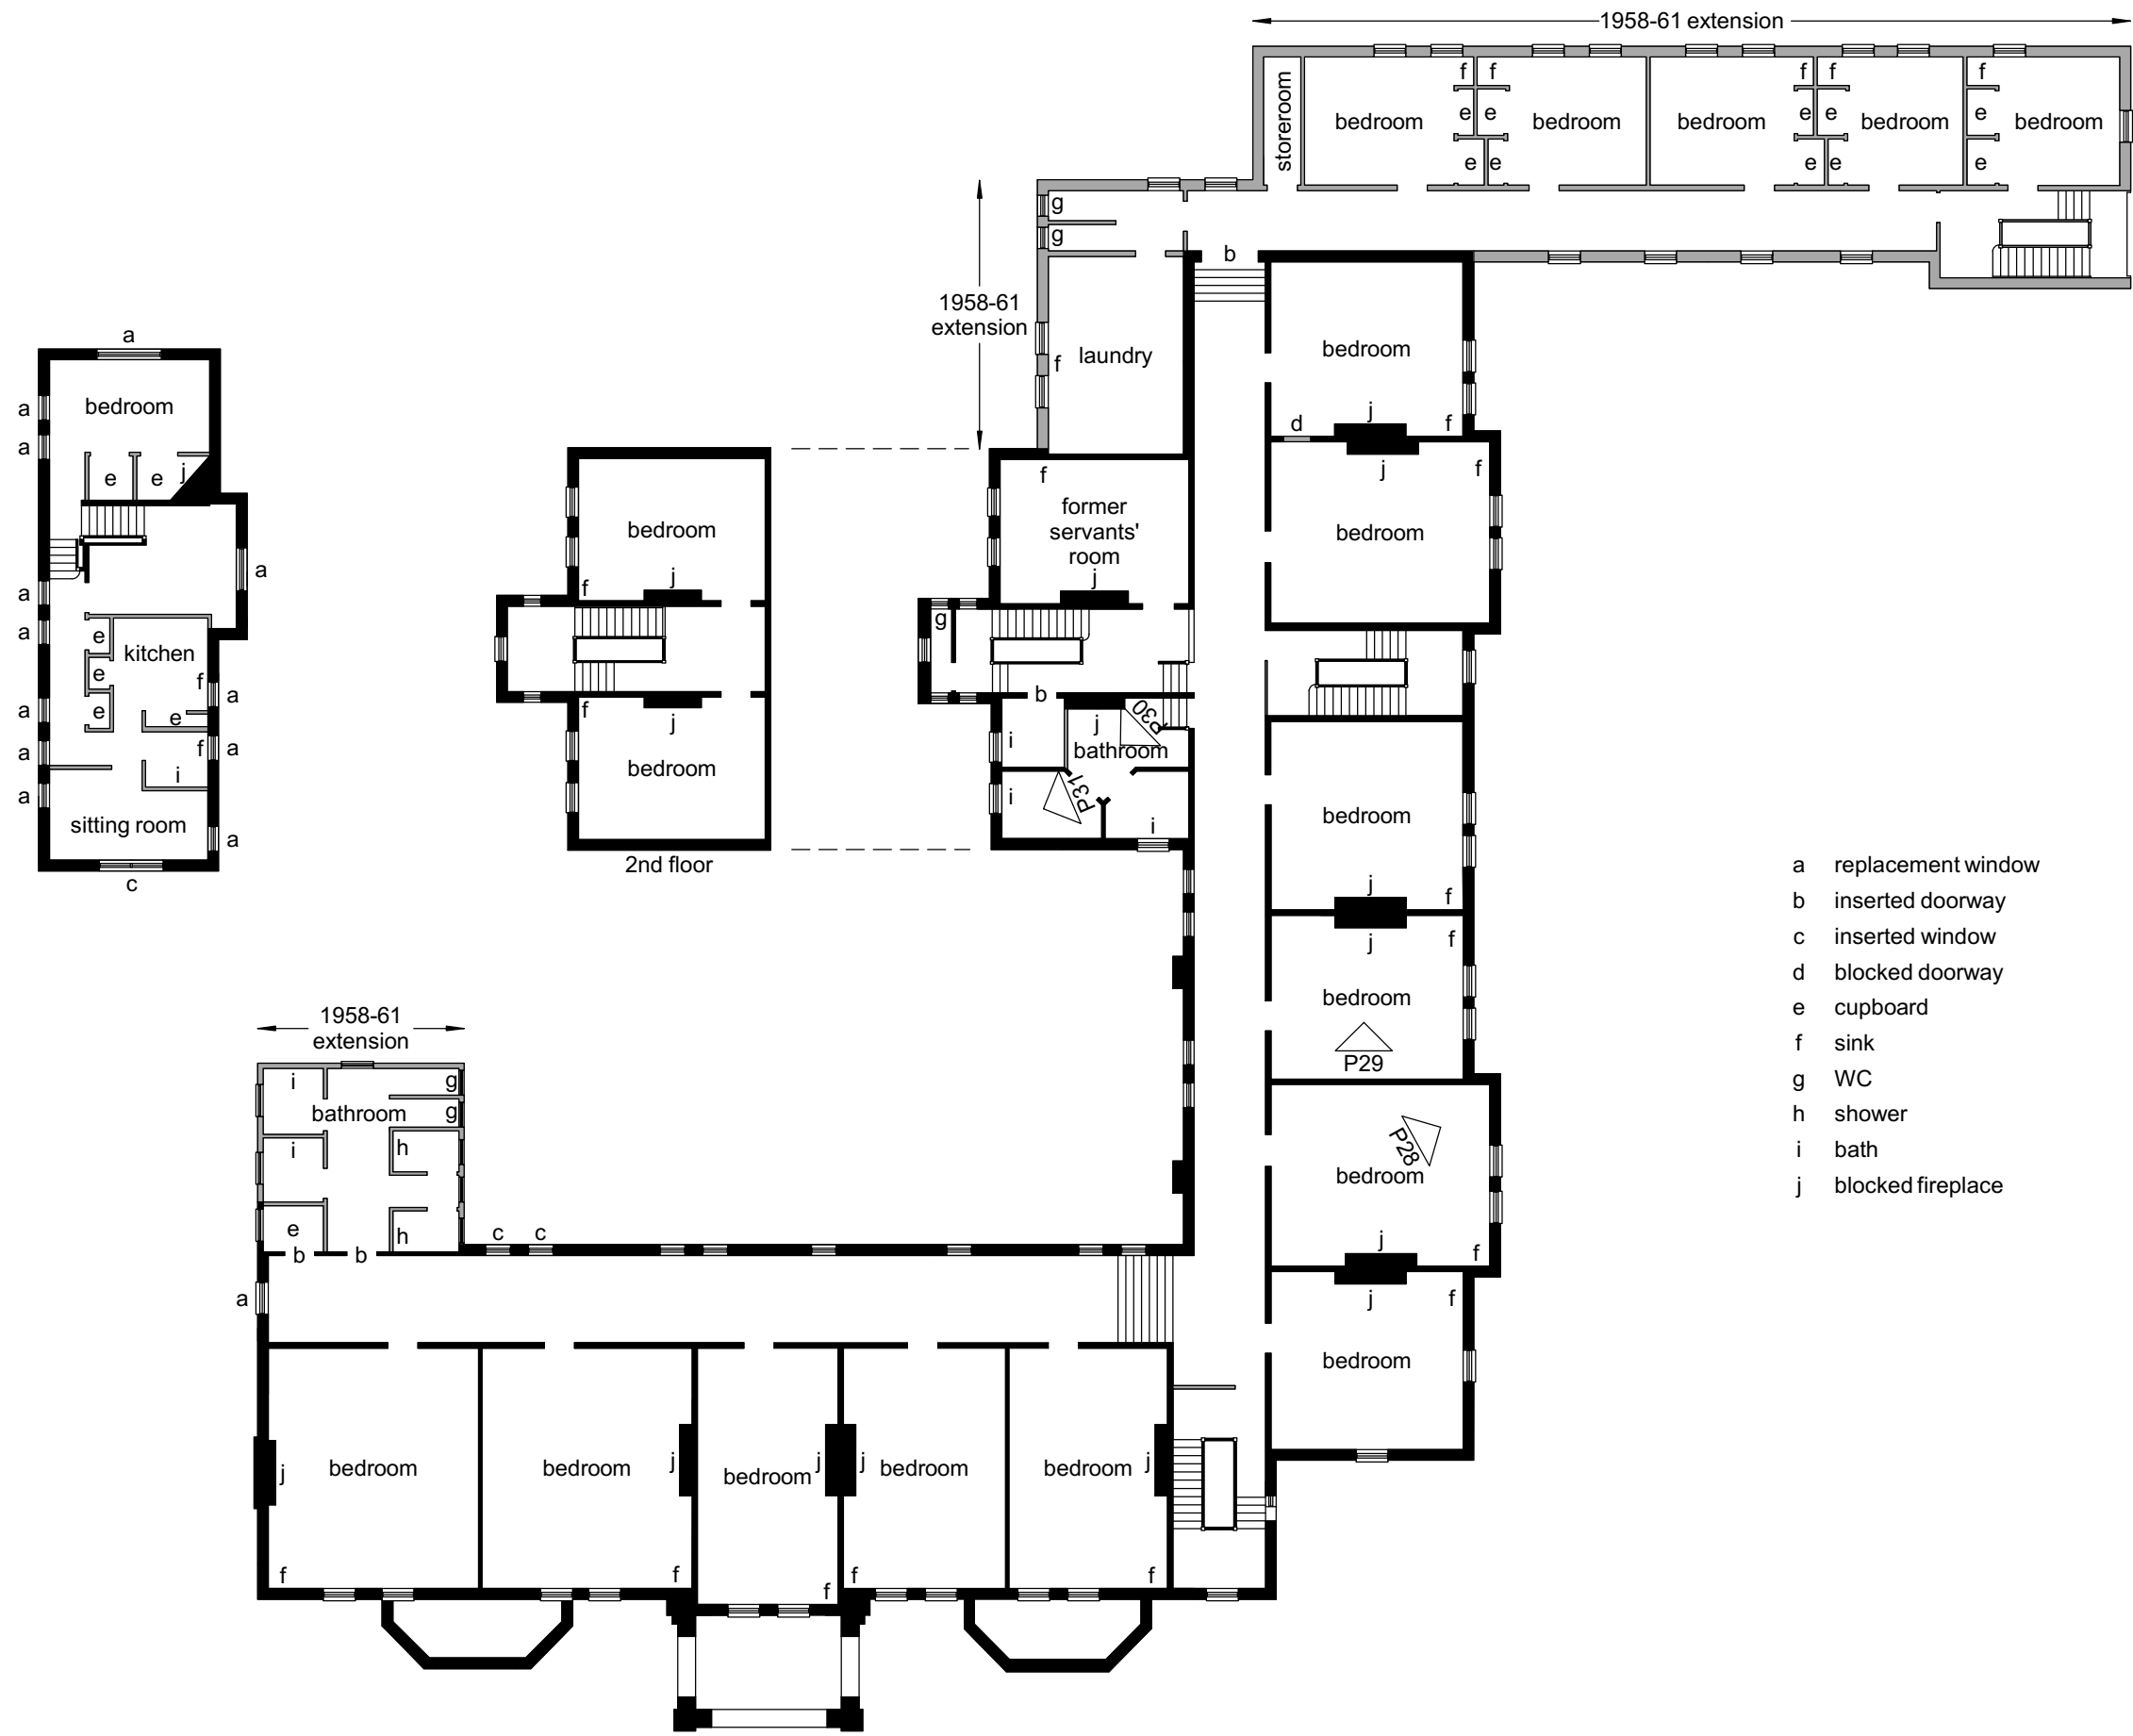 1958-61 extension
storeroom
f f f f f
bedroom bedroom bedroom bedroom bedroom
e e e e e
e e e e e
g
g
b
1958-61
extension
laundry
f
bedroom
j
d f
j f
bedroom
a
a bedroom
a
e e j
a
a
a
e
kitchen
e
f a
a e e
a f a
i
a
sitting room a
c
bedroom
f j
f j
bedroom
2nd floor
f
former
servants'
room
j
g
b
i j P30
bathroom
i P31
i
bedroom
j f
j f
bedroom
P29
P28
bedroom
j f
j f
bedroom
1958-61
extension
i g
bathroom g
i h
e h
b b
c c
a
j bedroom
bedroom j
bedroom j
j bedroom
bedroom j
f f f f f
a replacement window
b inserted doorway
c inserted window
d blocked doorway
e cupboard
f sink
g WC
h shower
i bath
j blocked fireplace